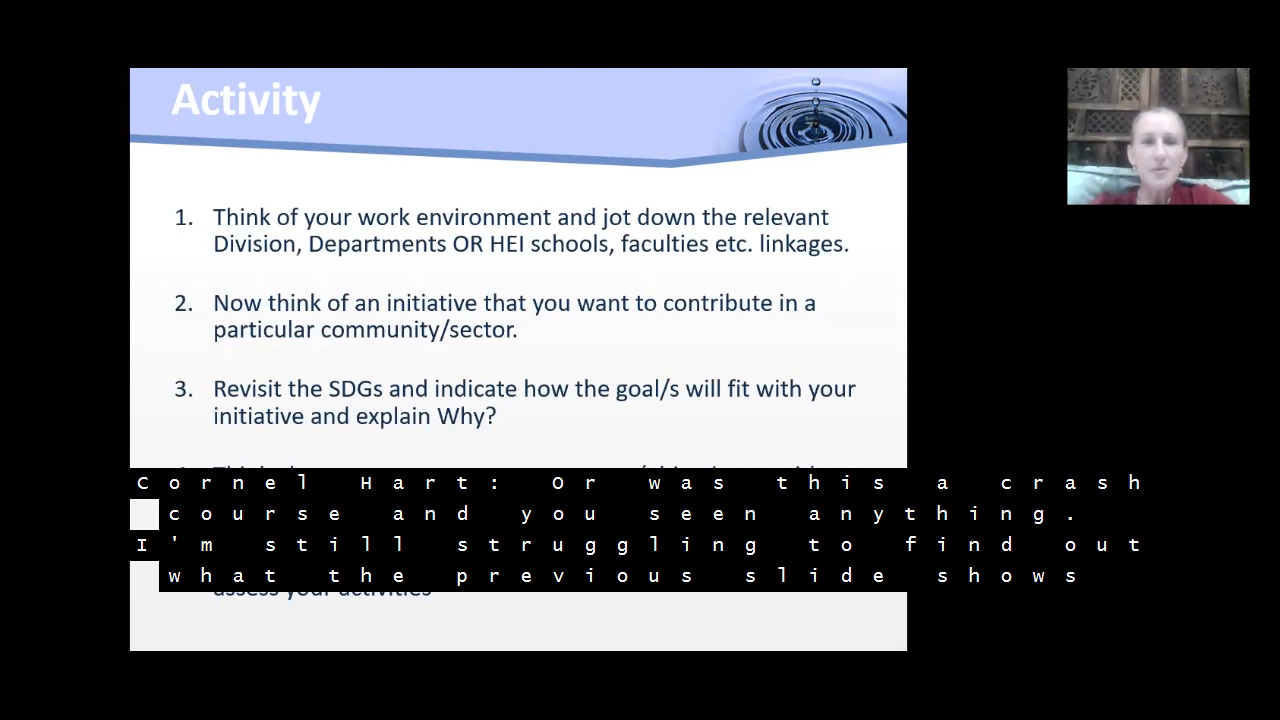 Activity
1. Think of your work environment and jot down the relevant
Division, Departments OR HEI schools, faculties etc. linkages.
2. Now think of an initiative that you want to contribute in a
particular community/sector.
3. Revisit the SDGs and indicate how the goal/s will fit with your
initiative and explain Why?
Cornel Hart: Or was this a crash
course and you seen anything.
I'm still struggling to find out
what the previous slide shows
assess your activities